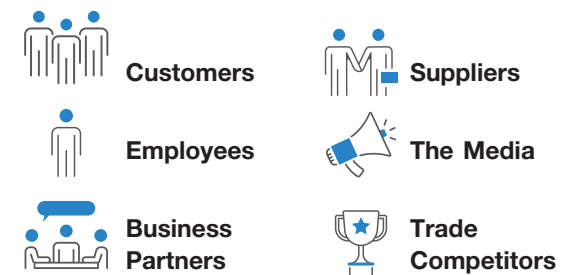 Customers
Suppliers
Employees
The Media
Business
Partners
Trade
Competitors